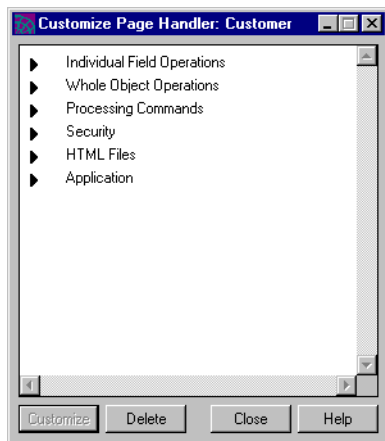 Customize Page Handler: Customer
Individual Field Operations
Whole Object Operations
Processing Commands
Security
HTML Files
Application
Customize Delete Close Help